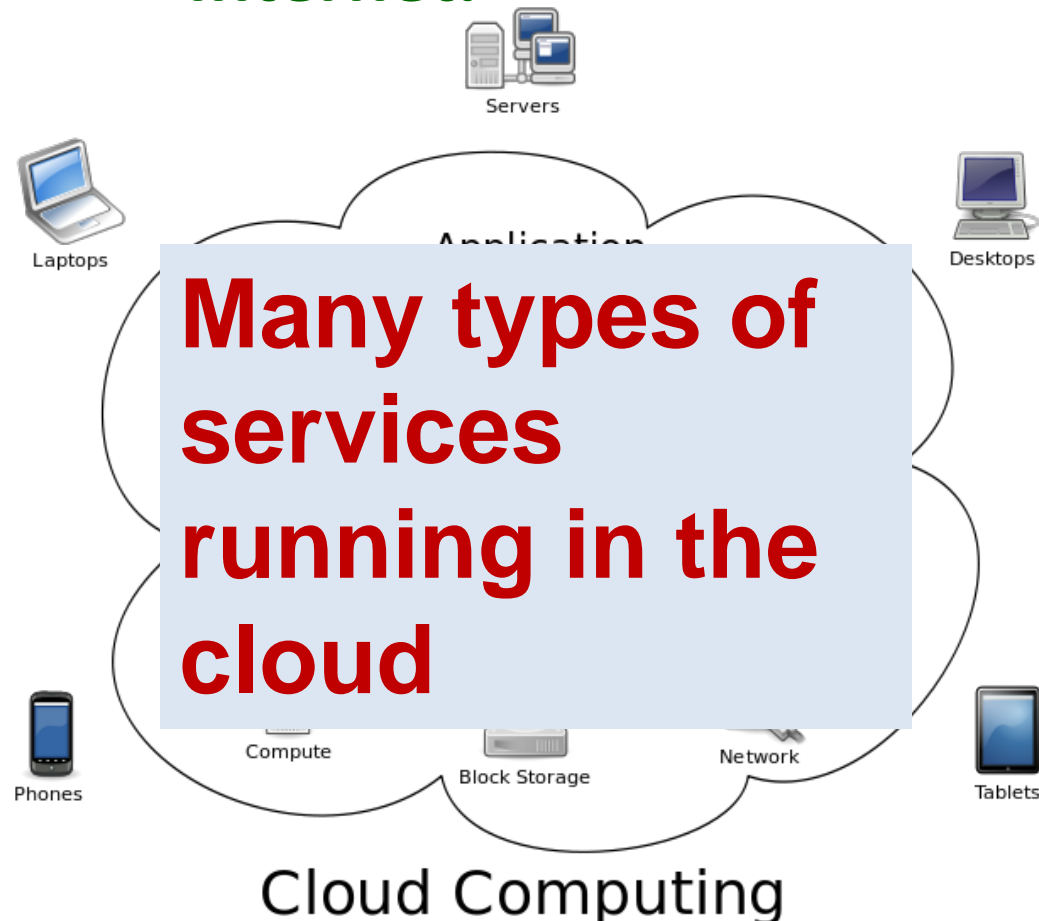 Servers
Laptops
Desktops
Application
Many types of
services
running in the
cloud
Compute
Block Storage
Network
Phones
Tablets
Cloud Computing